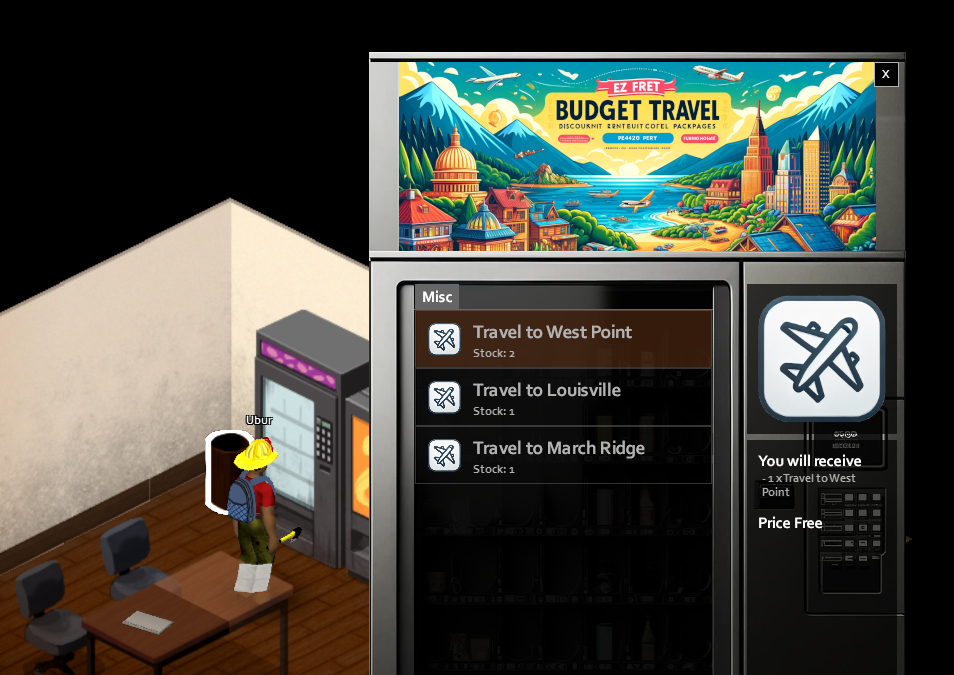 X
EZ FRET
BUDGET TRAVEL
Ubur
Misc
Travel to West Point
Stock: 2
Travel to Louisville
Stock: 1
Travel to March Ridge
Stock: 1
You will receive
- 1 xTravel to West
Point
Price Free